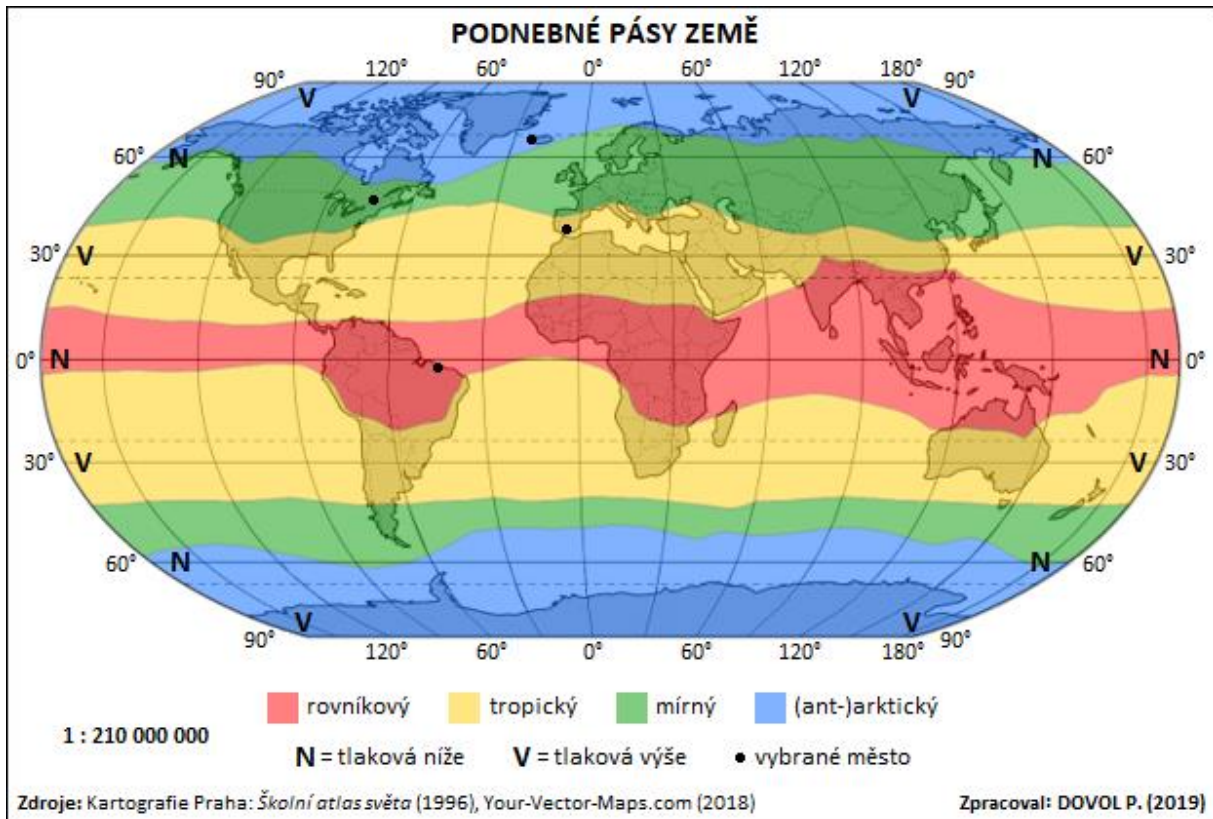 PODNEBNÉ PÁSY ZEMĚ
90° 120° 60° 0° 60° 120° 180° 90°
V V
60° N N 60°
30° V V 30°
0° N N 0°
30° V V 30°
60° N N 60°
V V
90° 120° 60° 0° 60° 120° 180° 90°
rovníkový tropický mírný (ant-)arktický
1 : 210 000 000
N = tlaková níže V = tlaková výše • vybrané město
Zdroje: Kartografie Praha: Školní atlas světa (1996), Your-Vector-Maps.com (2018) Zpracoval: DOVOL P. (2019)